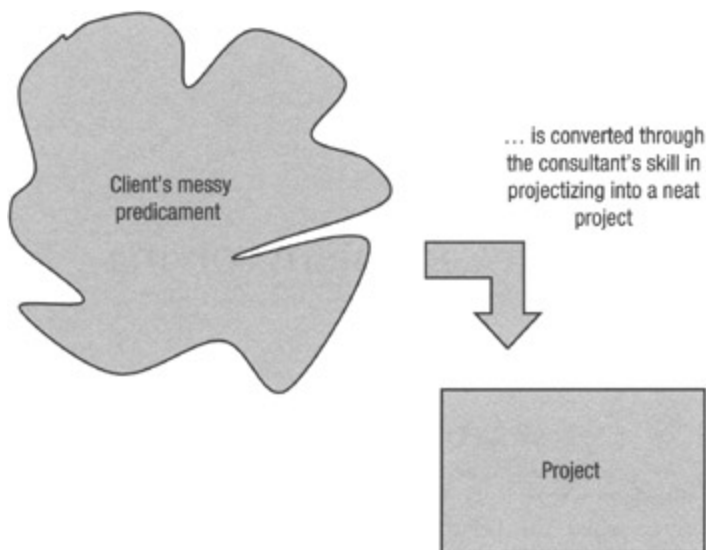 Client's messy
predicament
… is converted through
the consultant's skill in
projectizing into a neat
project
Project